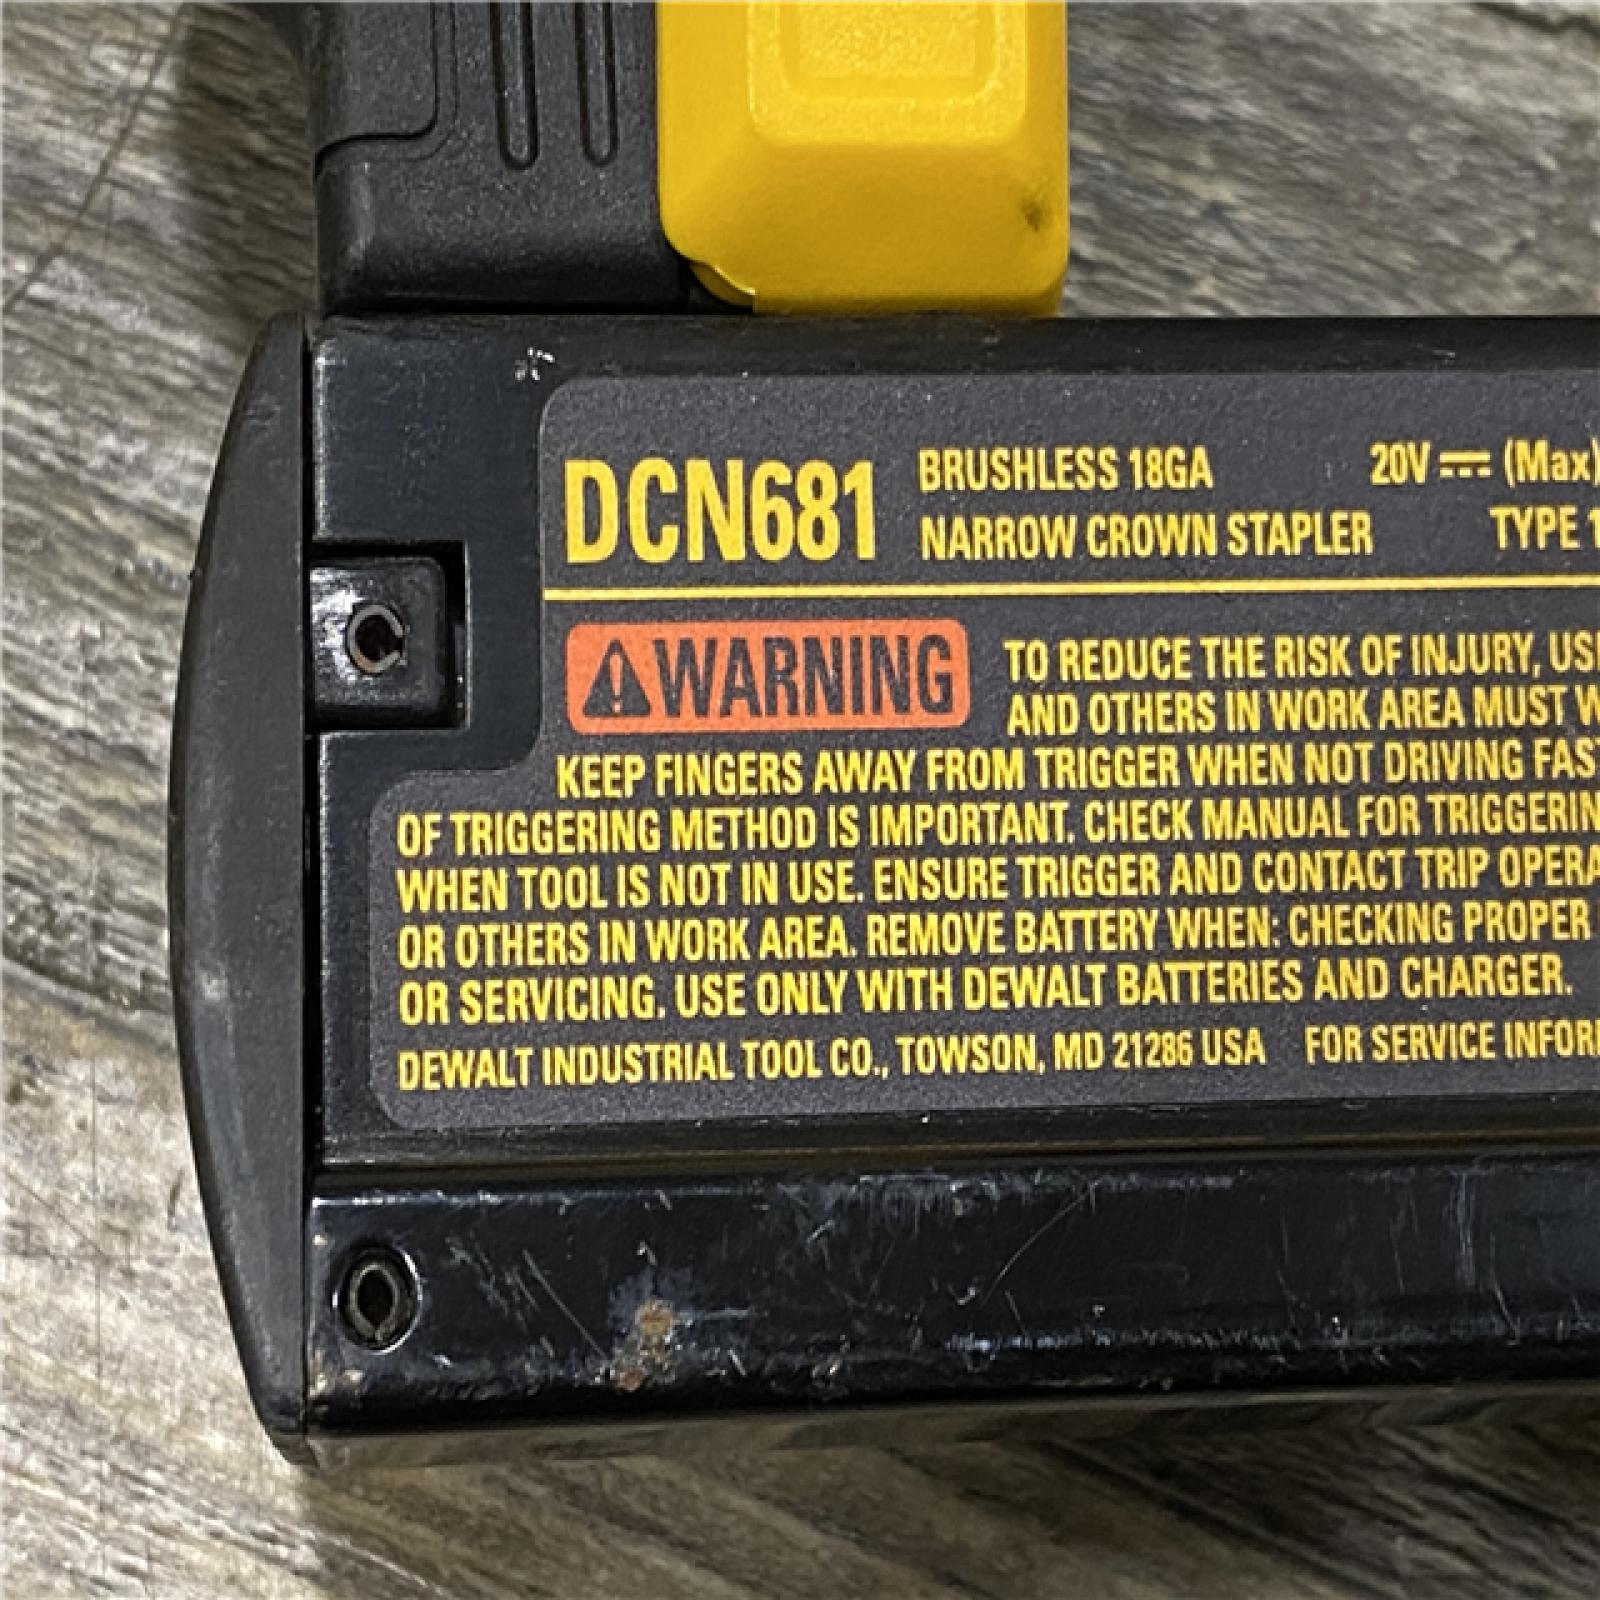 DCN681 BRUSHLESS 18GA 20V ⎓ (Max)
NARROW CROWN STAPLER TYPE 1
WARNING TO REDUCE THE RISK OF INJURY,
AND OTHERS IN WORK AREA MUST
KEEP FINGERS AWAY FROM TRIGGER WHEN NOT DRIVING
OF TRIGGERING METHOD IS IMPORTANT. CHECK MANUAL FOR
WHEN TOOL IS NOT IN USE. ENSURE TRIGGER AND CONTACT TRIP
OR OTHERS IN WORK AREA. REMOVE BATTERY WHEN: CHECKING PROPER
OR SERVICING. USE ONLY WITH DEWALT BATTERIES AND CHARGER.
DEWALT INDUSTRIAL TOOL CO., TOWSON, MD 21286 USA FOR SERVICE